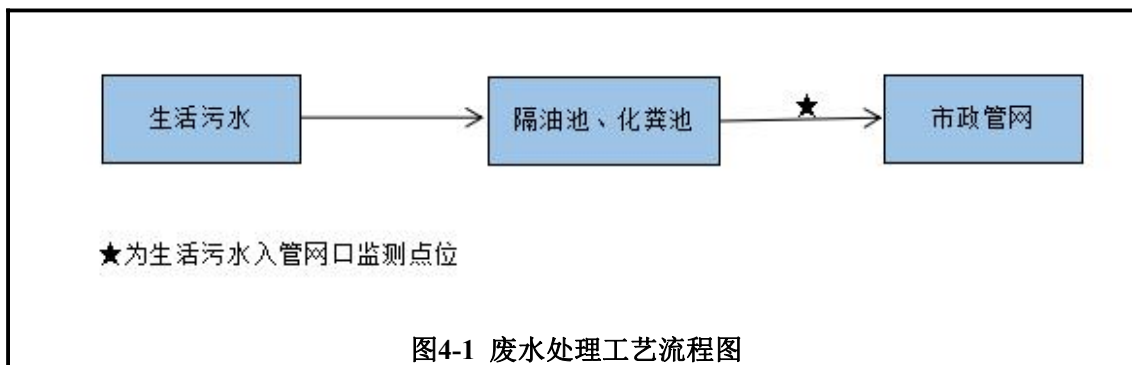 生活污水
隔油池、化粪池
★
市政管网
★为生活污水入管网口监测点位
图4-1 废水处理工艺流程图